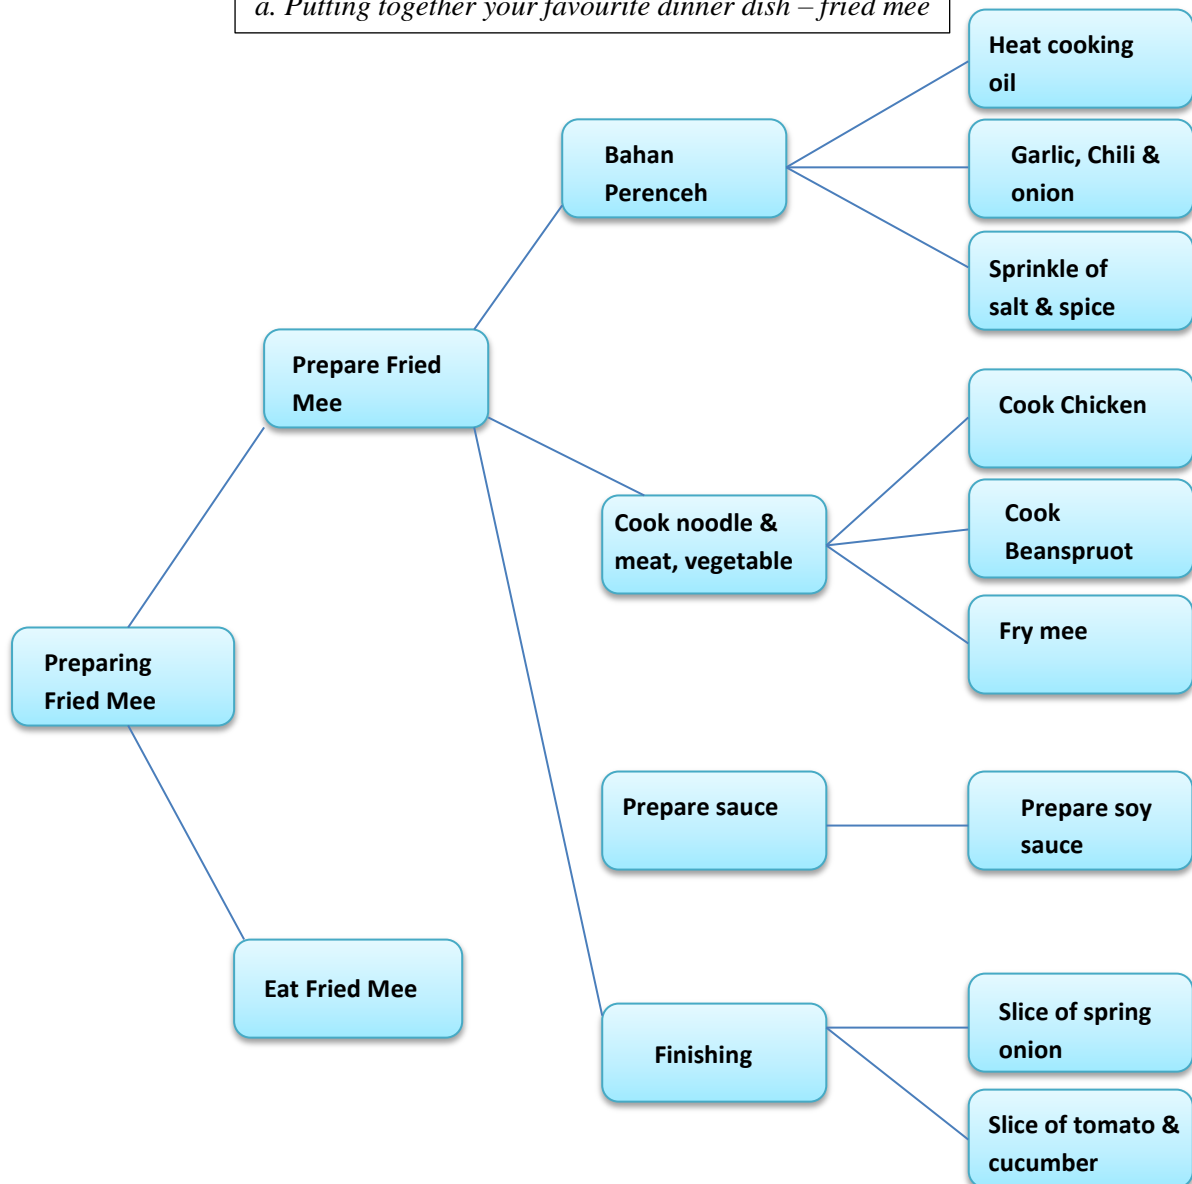 a. Putting together your favourite dinner dish – fried mee
Heat cooking
oil
Bahan
Perenceh
Garlic, Chili &
onion
Sprinkle of
salt & spice
Prepare Fried
Mee
Cook Chicken
Cook noodle &
meat, vegetable
Cook
Beanspruot
Fry mee
Preparing
Fried Mee
Prepare sauce
Prepare soy
sauce
Eat Fried Mee
Finishing
Slice of spring
onion
Slice of tomato &
cucumber